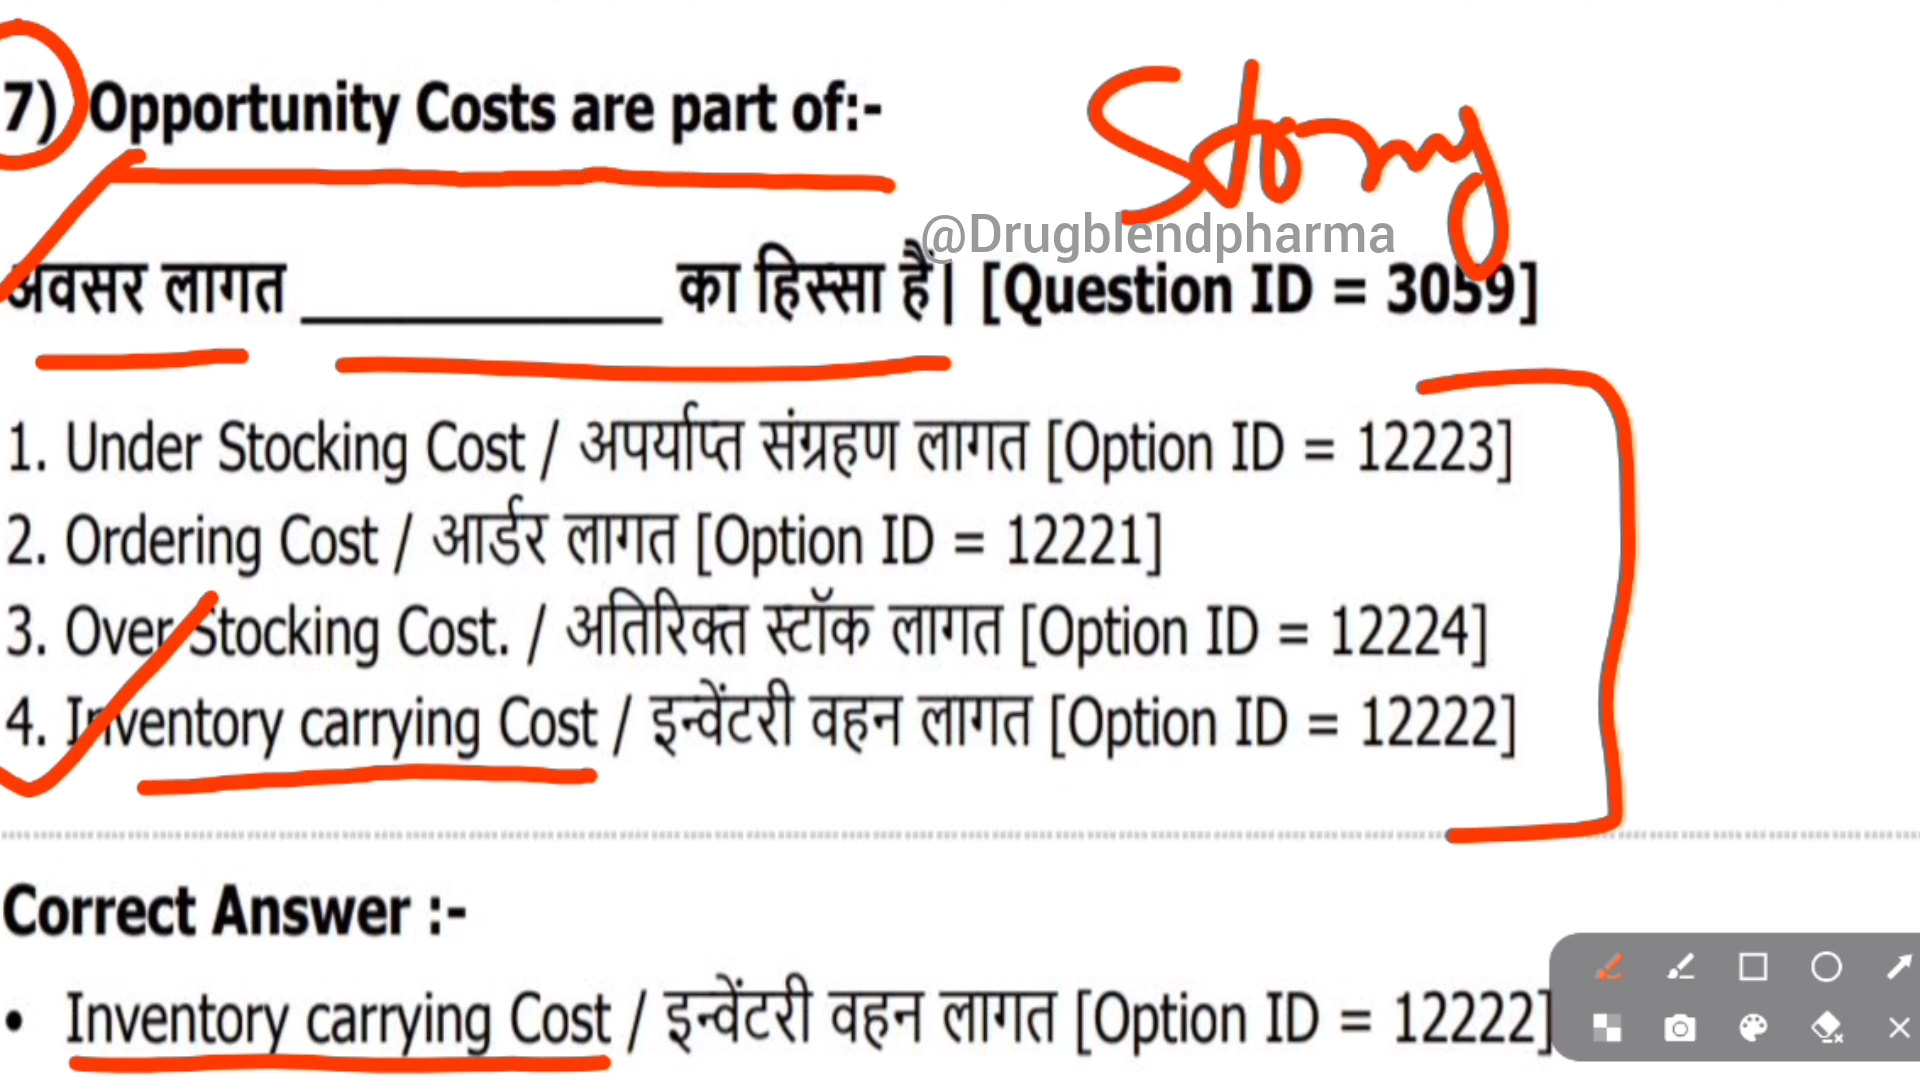 7) Opportunity Costs are part of:-
@Drugblendpharma
अवसर लागत ____________ का हिस्सा है| [Question ID = 3059]
1. Under Stocking Cost / अपर्याप्त संग्रहण लागत [Option ID = 12223]
2. Ordering Cost / आर्डर लागत [Option ID = 12221]
3. Over Stocking Cost. / अतिरिक्त स्टॉक लागत [Option ID = 12224]
4. Inventory carrying Cost / इन्वेंटरी वहन लागत [Option ID = 12222]
Correct Answer :-
• Inventory carrying Cost / इन्वेंटरी वहन लागत [Option ID = 12222]